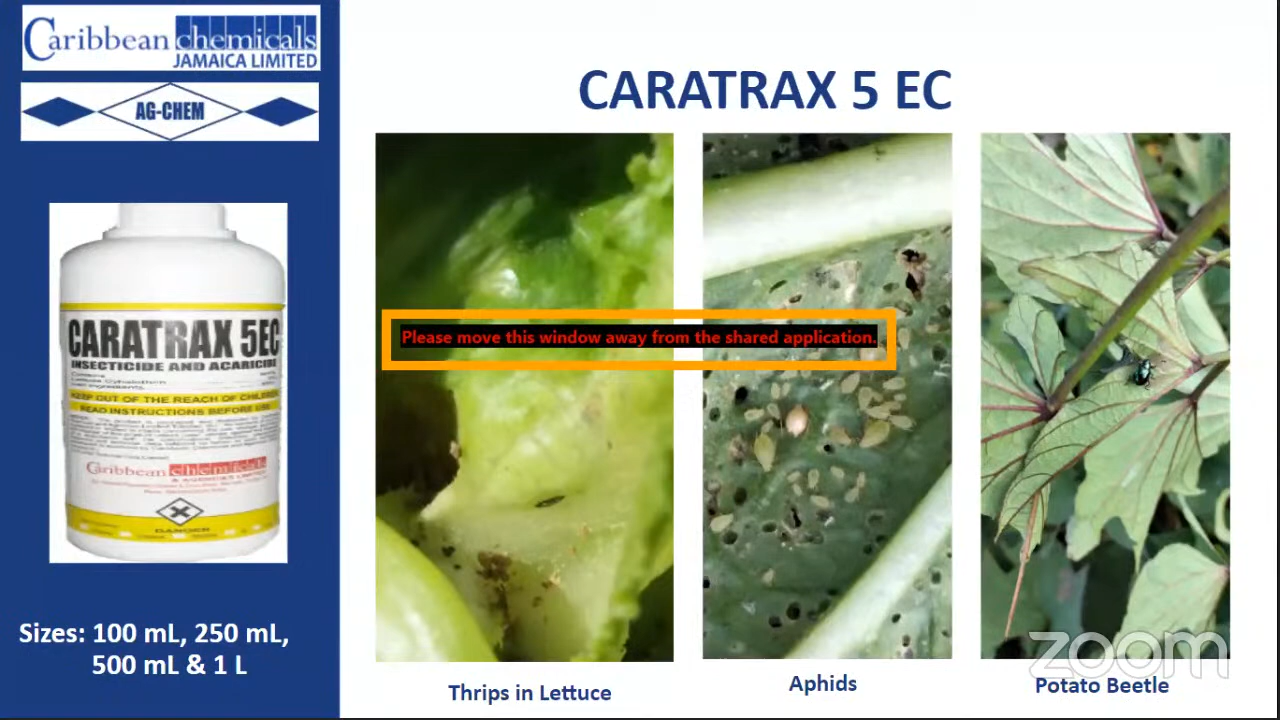 Caribbean chemicals
JAMAICA LIMITED
AG-CHEM
CARATRAX 5EC
INSECTICIDE AND ACARICIDE
KEEP OUT OF THE REACH OF CHILDREN
READ INSTRUCTIONS BEFORE USE
Caribbean chemicals
& AGENCIES LIMITED
DANGER
Sizes: 100 mL, 250 mL,
500 mL & 1 L
CARATRAX 5 EC
Please move this window away from the shared application.
Thrips in Lettuce
Aphids
Potato Beetle
zoom